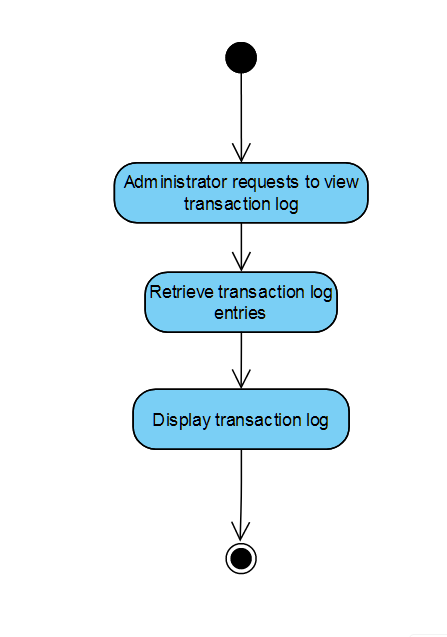 Administrator requests to view
transaction log
Retrieve transaction log
entries
Display transaction log